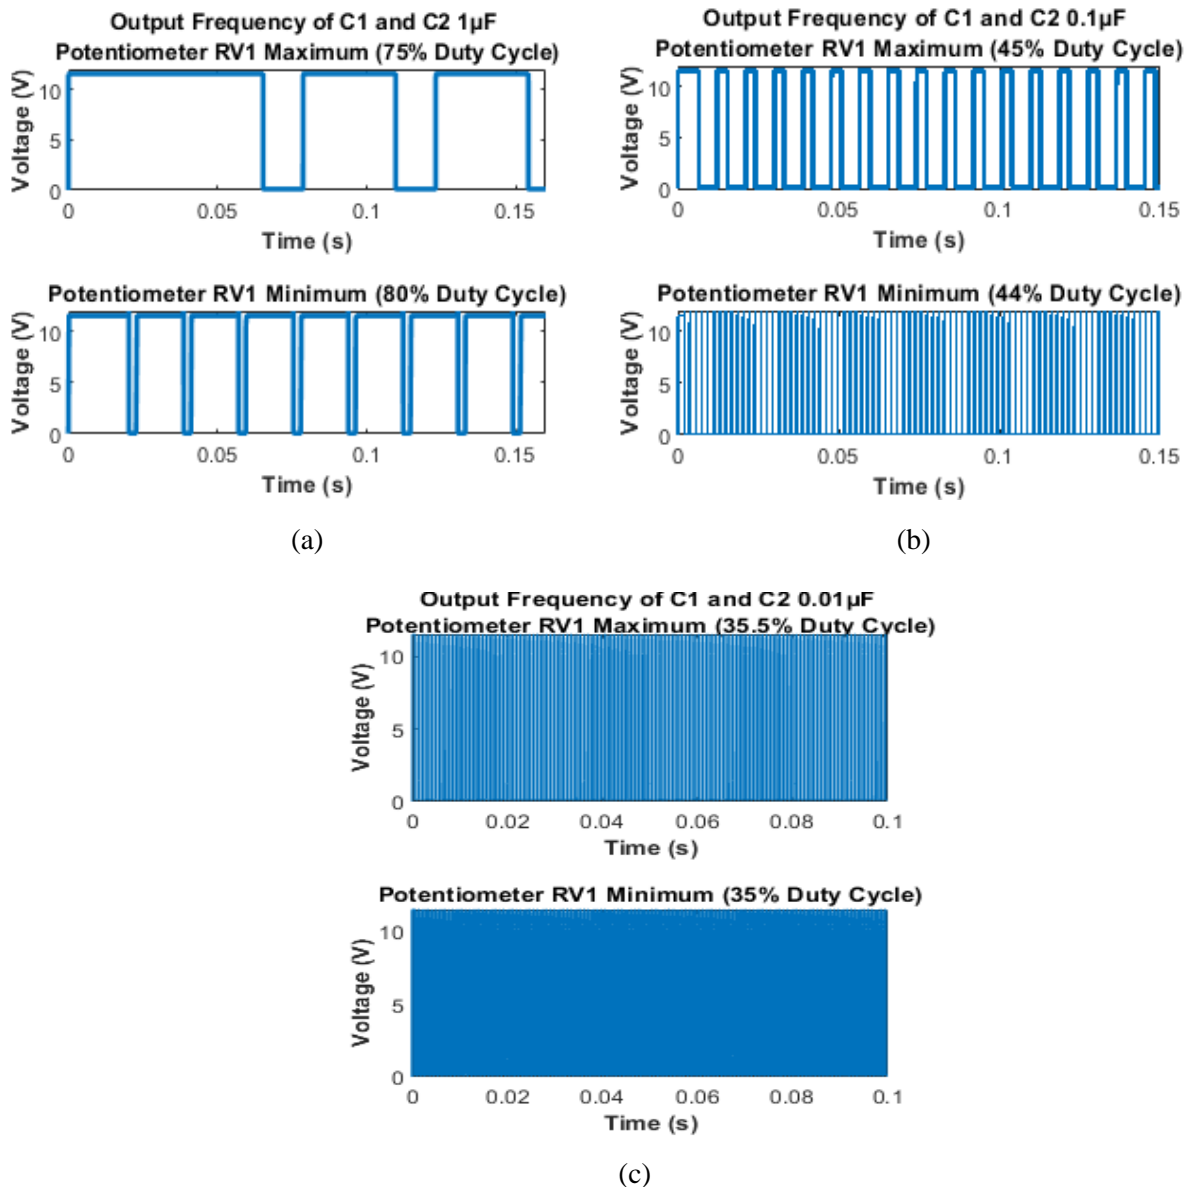 Output Frequency of C1 and C2 1µF
Potentiometer RV1 Maximum (75% Duty Cycle)
Voltage (V)
10
5
0
0 0.05 0.1 0.15
Time (s)
Potentiometer RV1 Minimum (80% Duty Cycle)
Voltage (V)
10
5
0
0 0.05 0.1 0.15
Time (s)
(a)
Output Frequency of C1 and C2 0.1µF
Potentiometer RV1 Maximum (45% Duty Cycle)
Voltage (V)
10
5
0
0 0.05 0.1 0.15
Time (s)
Potentiometer RV1 Minimum (44% Duty Cycle)
Voltage (V)
10
5
0
0 0.05 0.1 0.15
Time (s)
(b)
Output Frequency of C1 and C2 0.01µF
Potentiometer RV1 Maximum (35.5% Duty Cycle)
Voltage (V)
10
5
0
0 0.02 0.04 0.06 0.08 0.1
Time (s)
Potentiometer RV1 Minimum (35% Duty Cycle)
Voltage (V)
10
5
0
0 0.02 0.04 0.06 0.08 0.1
Time (s)
(c)